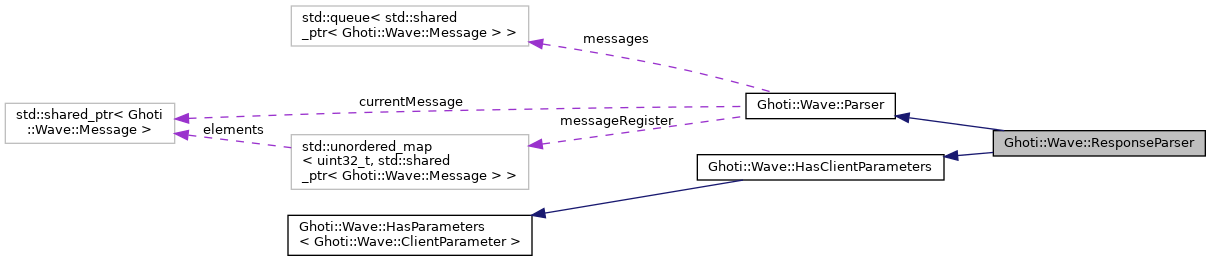 std::queue< std::shared
_ptr< Ghoti::Wave::Message > >
messages
Ghoti::Wave::Parser
currentMessage
std::shared_ptr< Ghoti
::Wave::Message >
elements
messageRegister
std::unordered_map
< uint32_t, std::shared
_ptr< Ghoti::Wave::Message > >
Ghoti::Wave::ResponseParser
Ghoti::Wave::HasClientParameters
Ghoti::Wave::HasParameters
< Ghoti::Wave::ClientParameter >